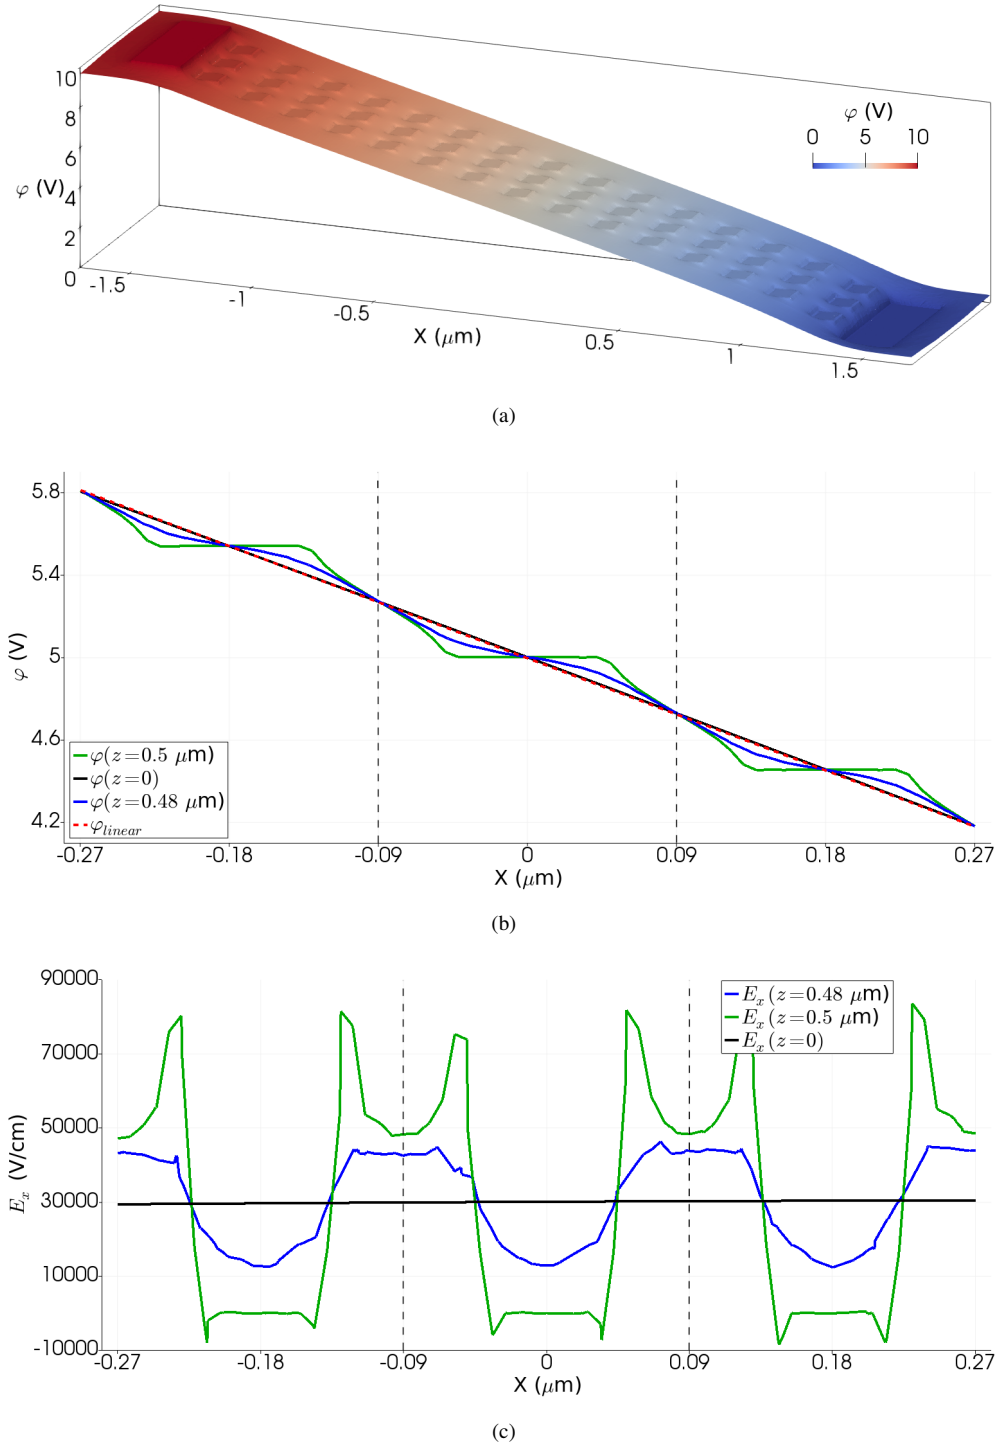 10
8
6
4
2
0
φ (V)
-1.5
-1
-0.5
0.5
1
1.5
X (μm)
φ (V)
0 5 10
(a)
5.8
5.4
5
4.6
4.2
φ (V)
φ(z=0.5 μm)
φ(z=0)
φ(z=0.48 μm)
φ_linear
-0.27 -0.18 -0.09 0 0.09 0.18 0.27
X (μm)
(b)
90000
70000
50000
30000
10000
-10000
E_x (V/cm)
E_x(z=0.48 μm)
E_x(z=0.5 μm)
E_x(z=0)
-0.27 -0.18 -0.09 0 0.09 0.18 0.27
X (μm)
(c)